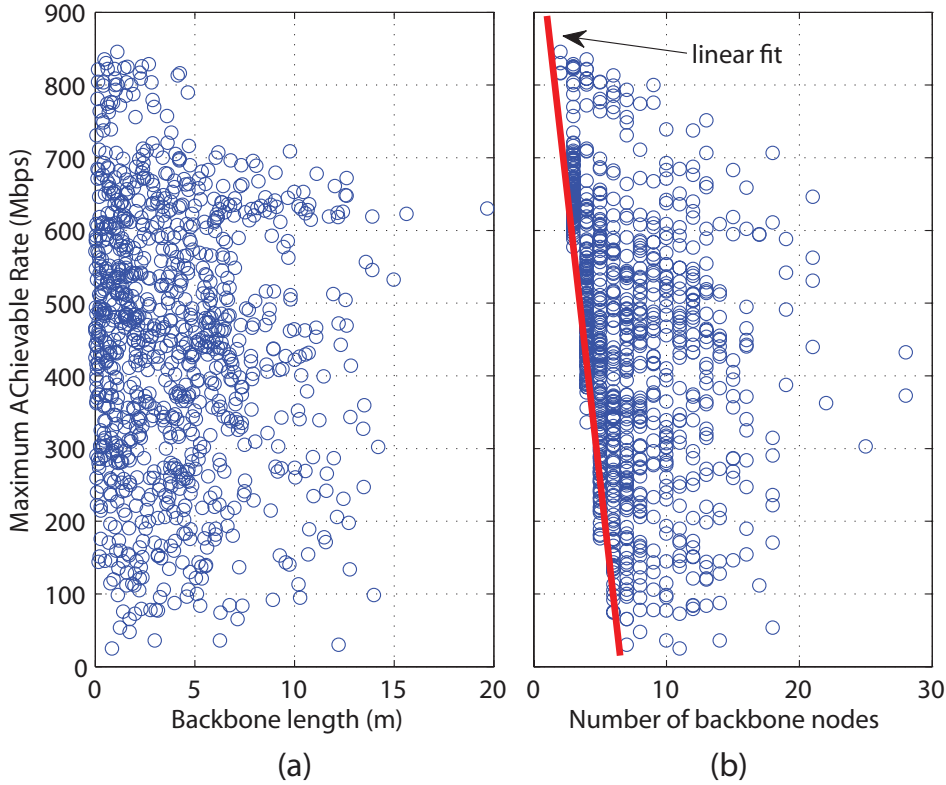 Maximum AChievable Rate (Mbps)
900
800
700
600
500
400
300
200
100
0
0 5 10 15 20
Backbone length (m)
(a)
linear fit
0 10 20 30
Number of backbone nodes
(b)